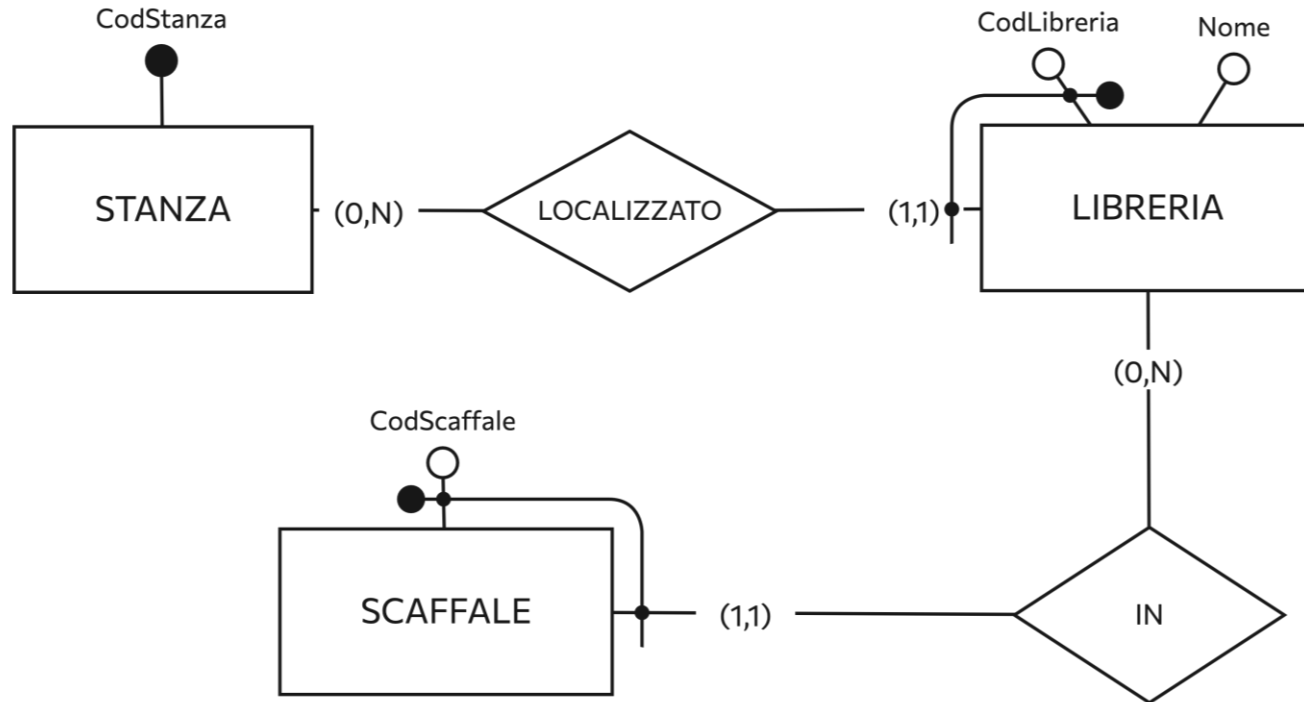 CodStanza
CodLibreria
Nome
STANZA
(0,N)
LOCALIZZATO
(1,1)
LIBRERIA
(0,N)
CodScaffale
SCAFFALE
(1,1)
IN